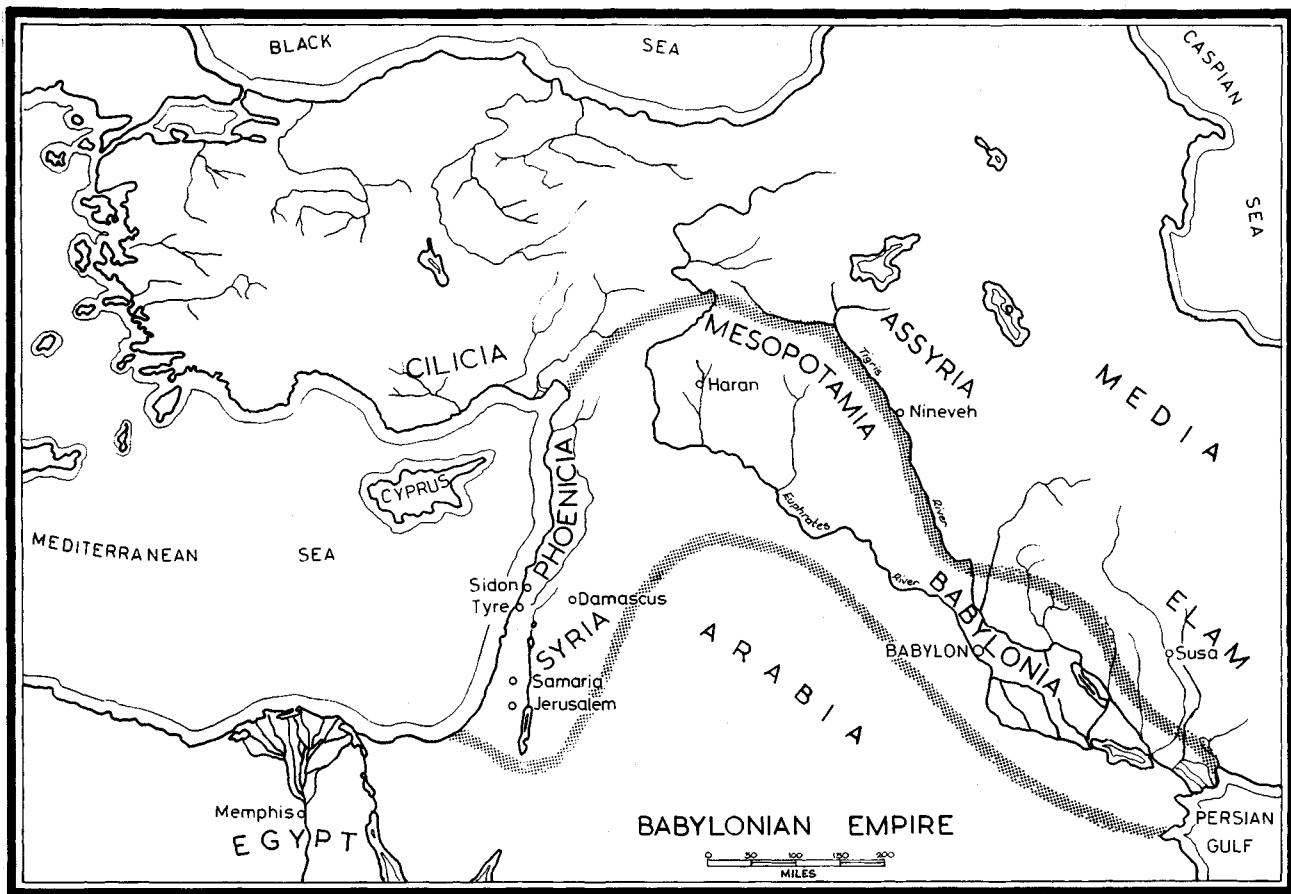 BLACK SEA
CASPIAN SEA
CILICIA
MESOPOTAMIA
ASSYRIA
Tigris River
Haran
Nineveh
MEDIA
CYPRUS
PHOENICIA
Euphrates River
MEDITERRANEAN SEA
Sidon
Tyre
Damascus
SYRIA
ARABIA
BABYLONIA
BABYLON
ELAM
Susa
Samaria
Jerusalem
Memphis
EGYPT
BABYLONIAN EMPIRE
0 50 100 150 200
MILES
PERSIAN
GULF